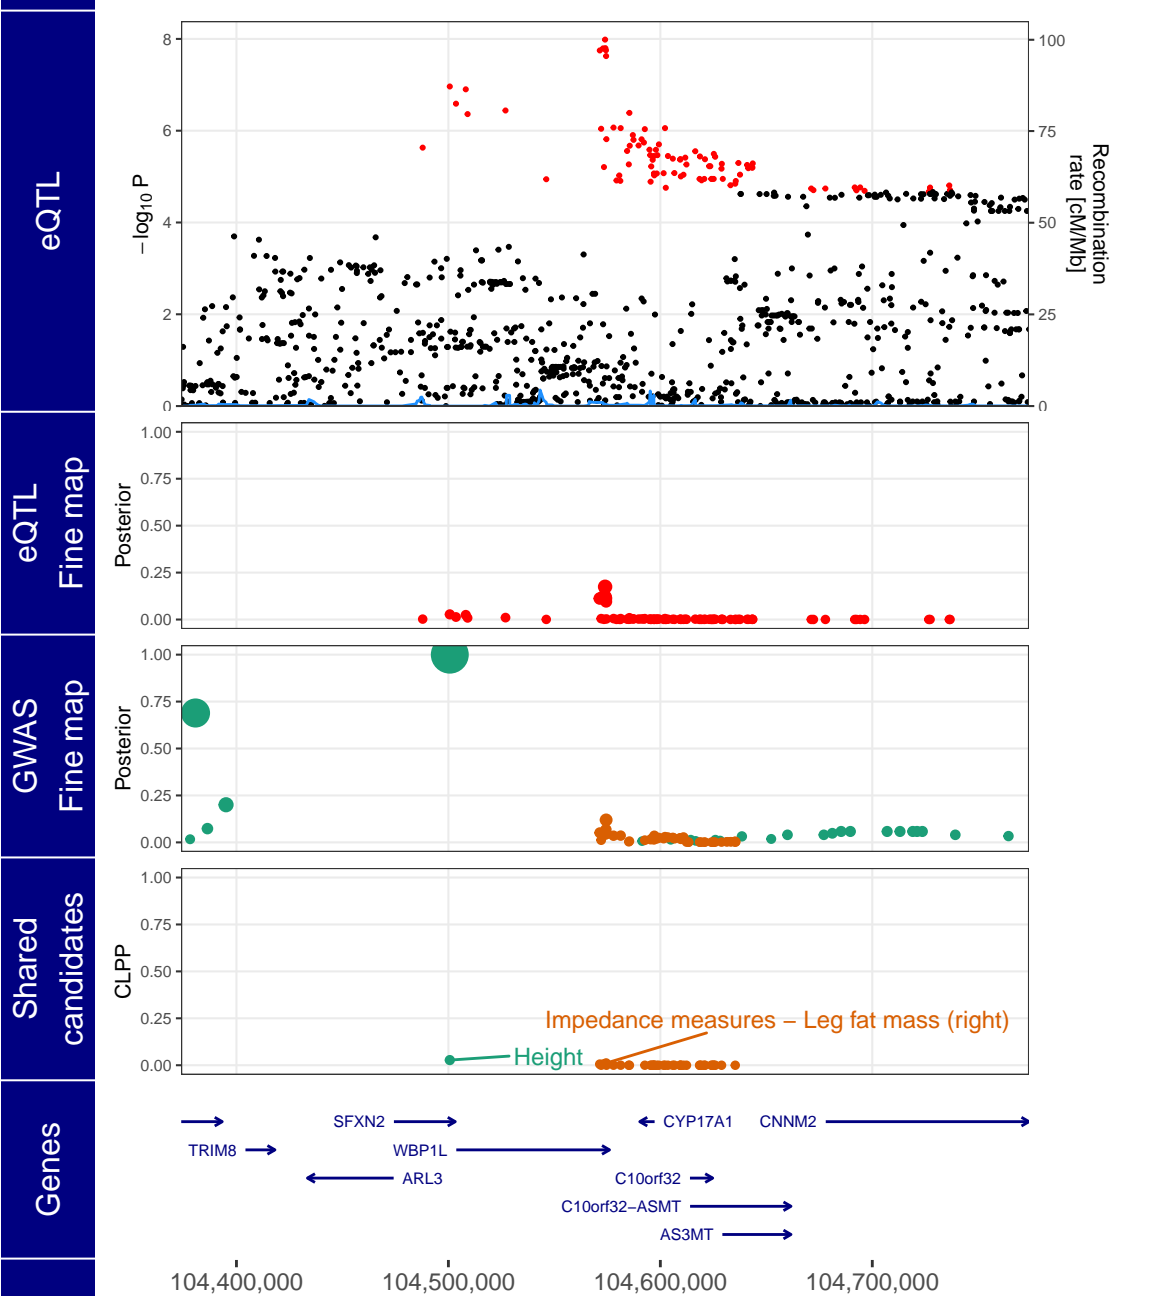 eQTL
−log10 P
8
6
4
2
0
100
75
50
25
0
Recombination
rate [cM/Mb]
eQTL
Fine map
Posterior
1.00
0.75
0.50
0.25
0.00
GWAS
Fine map
Posterior
1.00
0.75
0.50
0.25
0.00
Shared
candidates
CLPP
1.00
0.75
0.50
0.25
0.00
Impedance measures − Leg fat mass (right)
Height
Genes
SFXN2
CYP17A1
CNNM2
TRIM8
WBP1L
ARL3
C10orf32
C10orf32−ASMT
AS3MT
104,400,000
104,500,000
104,600,000
104,700,000